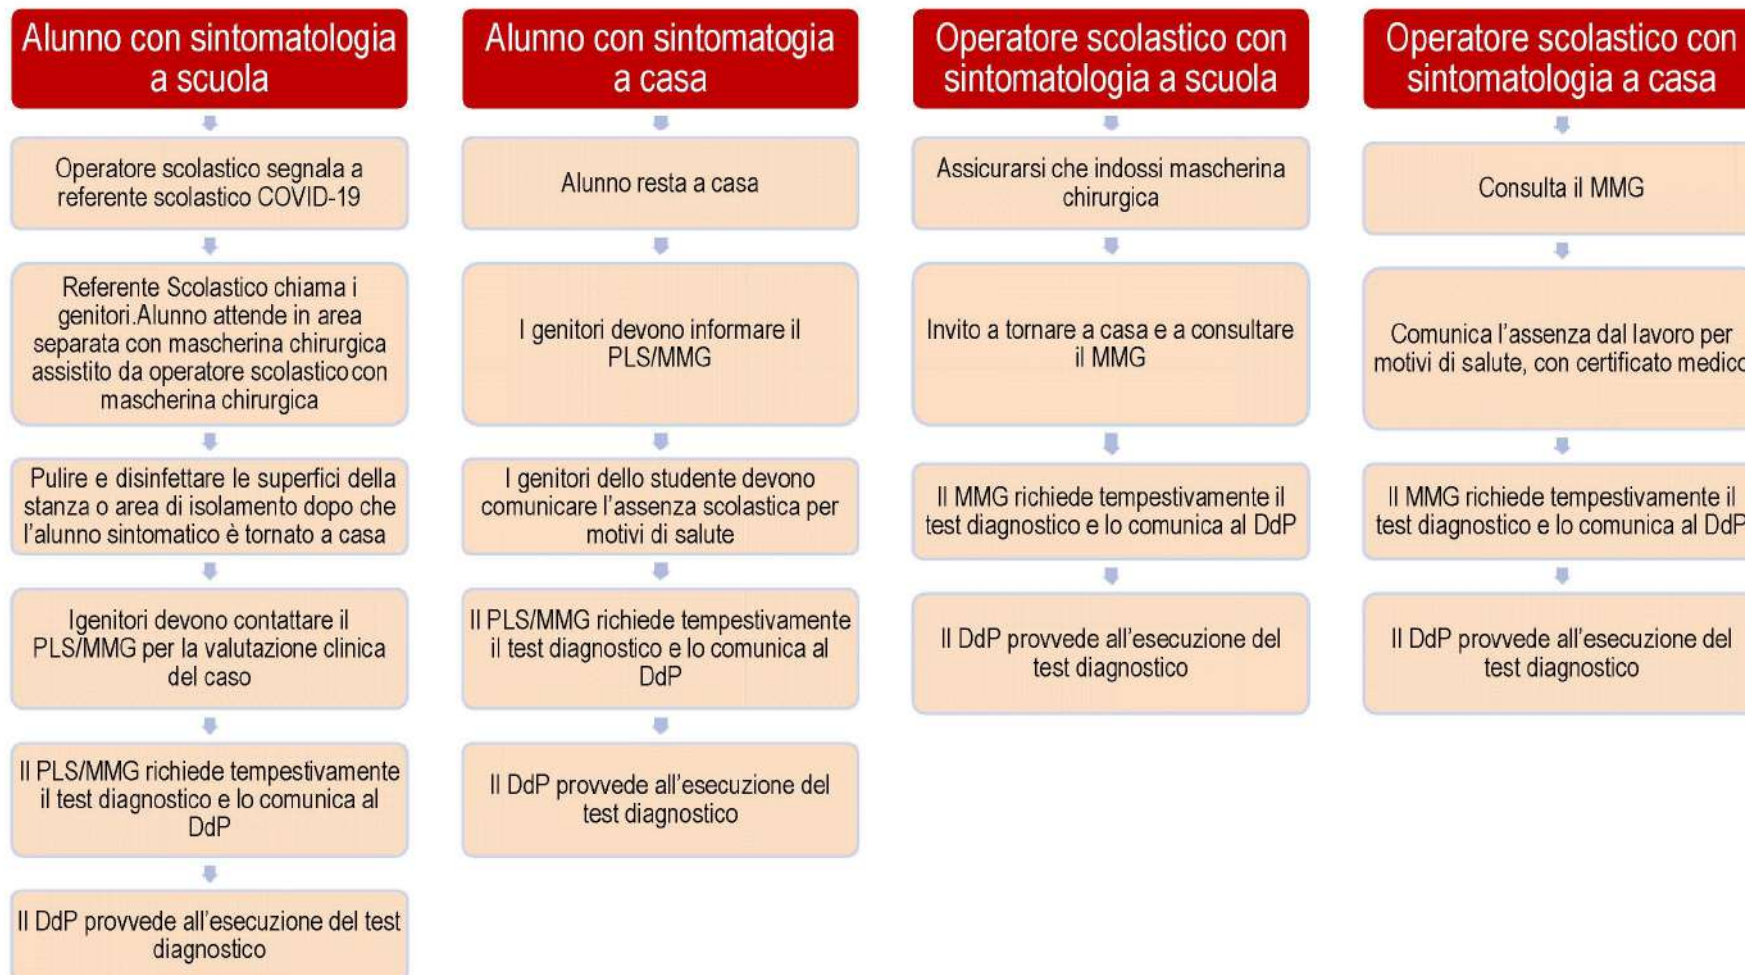 Alunno con sintomatologia
a scuola
Operatore scolastico segnala a
referente scolastico COVID-19
Referente Scolastico chiama i
genitori.Alunno attende in area
separata con mascherina chirurgica
assistito da operatore scolastico con
mascherina chirurgica
Pulire e disinfettare le superfici della
stanza o area di isolamento dopo che
l'alunno sintomatico è tornato a casa
Igenitori devono contattare il
PLS/MMG per la valutazione clinica
del caso
Il PLS/MMG richiede tempestivamente
il test diagnostico e lo comunica al
DdP
Il DdP provvede all'esecuzione del test
diagnostico
Alunno con sintomatogia
a casa
Alunno resta a casa
I genitori devono informare il
PLS/MMG
I genitori dello studente devono
comunicare l'assenza scolastica per
motivi di salute
Il PLS/MMG richiede tempestivamente
il test diagnostico e lo comunica al
DdP
Il DdP provvede all'esecuzione del
test diagnostico
Operatore scolastico con
sintomatologia a scuola
Assicurarsi che indossi mascherina
chirurgica
Invito a tornare a casa e a consultare
il MMG
Il MMG richiede tempestivamente il
test diagnostico e lo comunica al DdP
Il DdP provvede all'esecuzione del
test diagnostico
Operatore scolastico con
sintomatologia a casa
Consulta il MMG
Comunica l'assenza dal lavoro per
motivi di salute, con certificato medico
Il MMG richiede tempestivamente il
test diagnostico e lo comunica al DdP
Il DdP provvede all'esecuzione del
test diagnostico